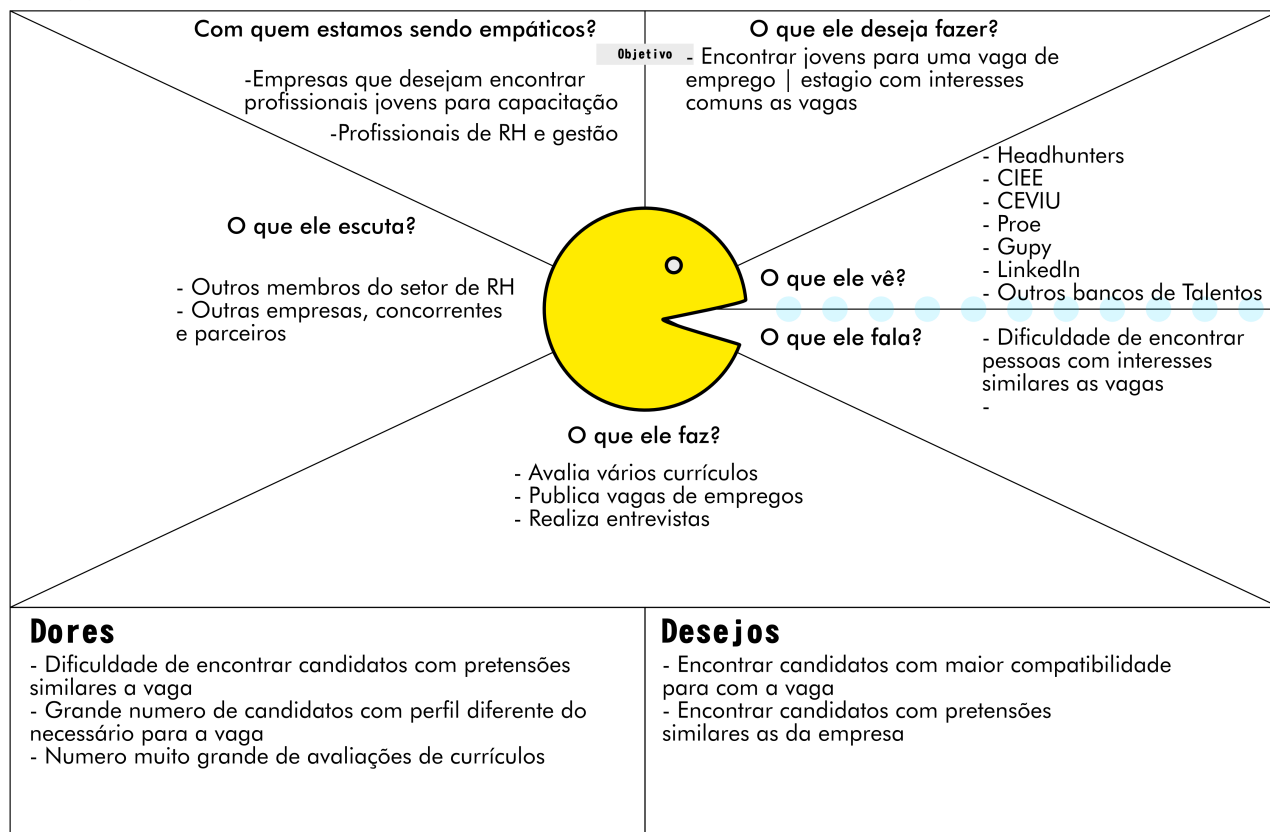 Com quem estamos sendo empáticos?
-Empresas que desejam encontrar
profissionais jovens para capacitação
-Profissionais de RH e gestão
Objetivo
O que ele deseja fazer?
- Encontrar jovens para uma vaga de
emprego | estagio com interesses
comuns as vagas
O que ele escuta?
- Outros membros do setor de RH
- Outras empresas, concorrentes
e parceiros
O que ele vê?
- Headhunters
- CIEE
- CEVIU
- Proe
- Gupy
- LinkedIn
- Outros bancos de Talentos
O que ele fala?
- Dificuldade de encontrar
pessoas com interesses
similares as vagas
-
O que ele faz?
- Avalia vários currículos
- Publica vagas de empregos
- Realiza entrevistas
Dores
- Dificuldade de encontrar candidatos com pretensões
similares a vaga
- Grande numero de candidatos com perfil diferente do
necessário para a vaga
- Numero muito grande de avaliações de currículos
Desejos
- Encontrar candidatos com maior compatibilidade
para com a vaga
- Encontrar candidatos com pretensões
similares as da empresa